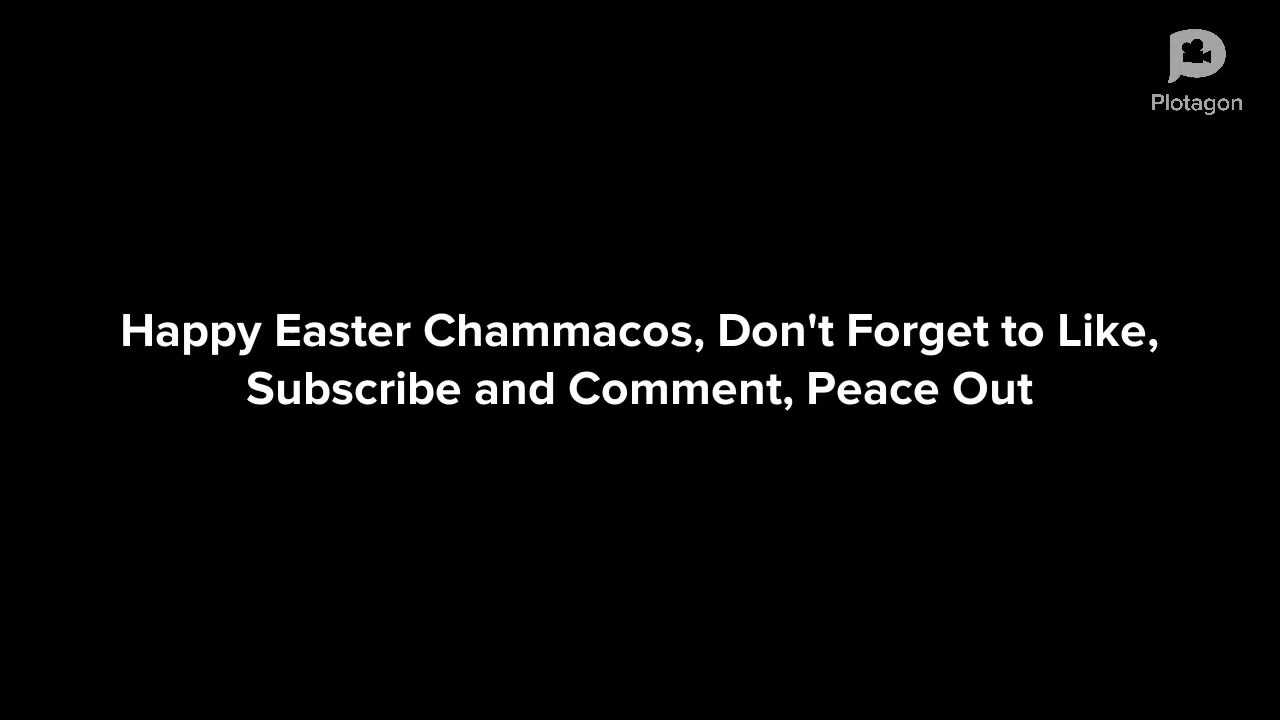 Plotagon
Happy Easter Chammacos, Don't Forget to Like,
Subscribe and Comment, Peace Out